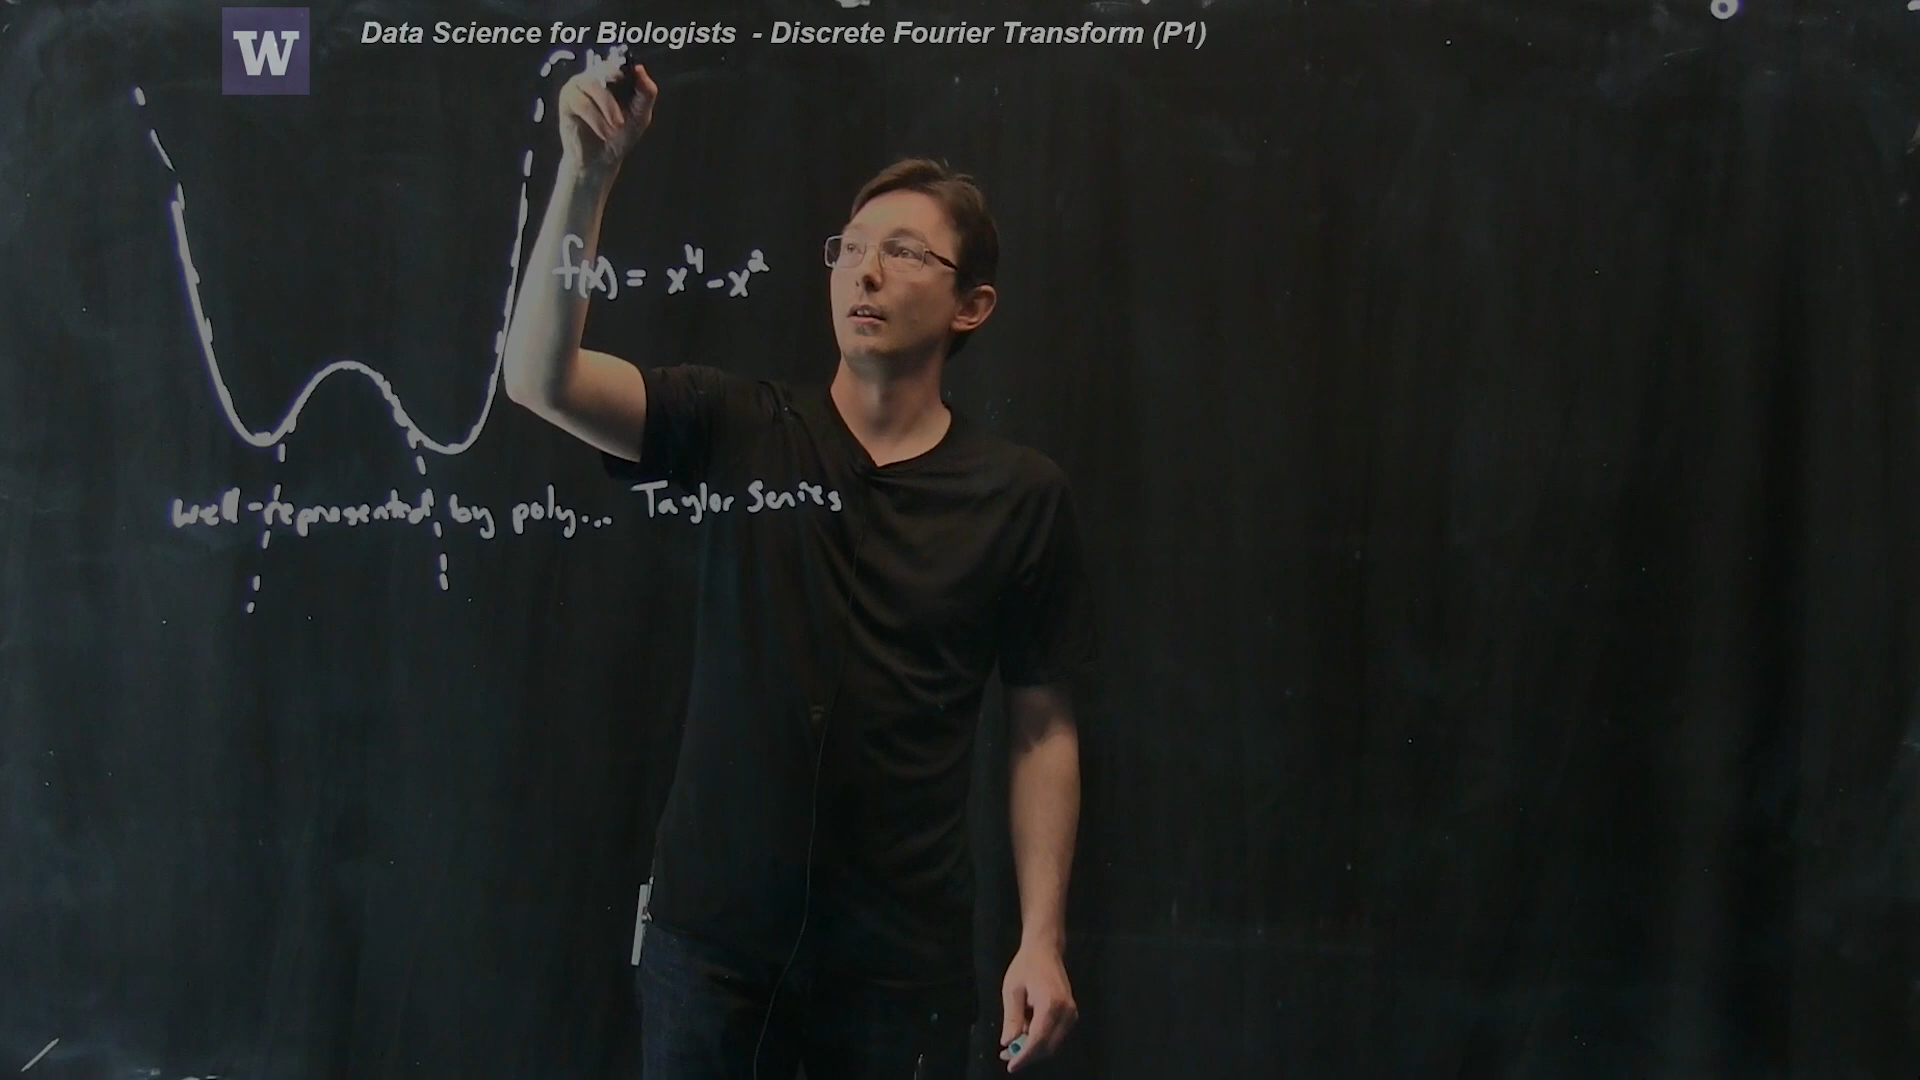 W
Data Science for Biologists - Discrete Fourier Transform (P1)
f(x) = x⁴-x²
well-represented by poly... Taylor Series